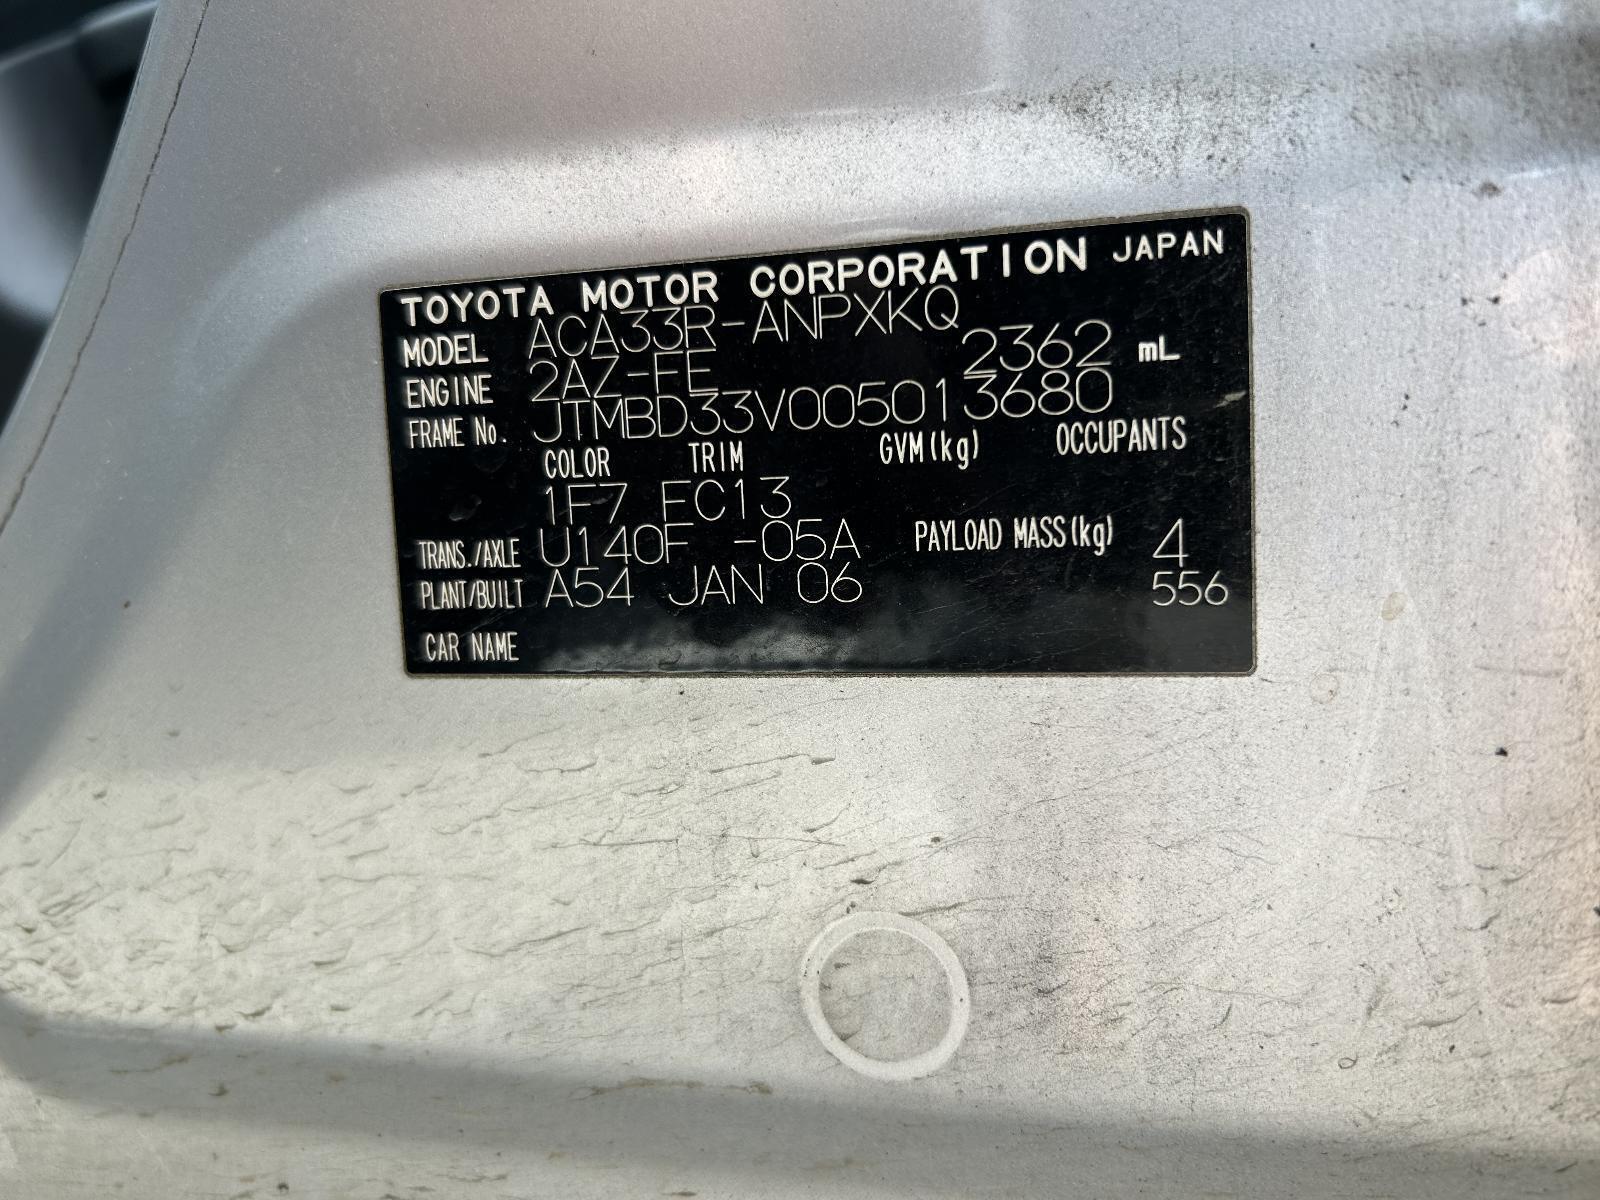 TOYOTA MOTOR CORPORATION JAPAN
MODEL ACA33R-ANPXKQ
ENGINE 2AZ-FE 2362 mL
FRAME No. JTMBD33V005013680
COLOR TRIM GVM(kg) OCCUPANTS
1F7 FC13
TRANS./AXLE U140F -05A PAYLOAD MASS(kg) 4
PLANT/BUILT A54 JAN 06 556
CAR NAME